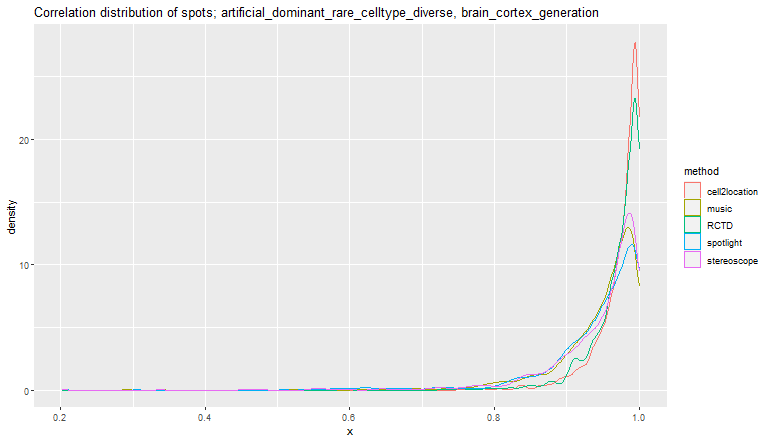 Correlation distribution of spots; artificial_dominant_rare_celltype_diverse, brain_cortex_generation
density
20
10
0
0.2
0.4
0.6
0.8
1.0
x
method
cell2location
music
RCTD
spotlight
stereoscope